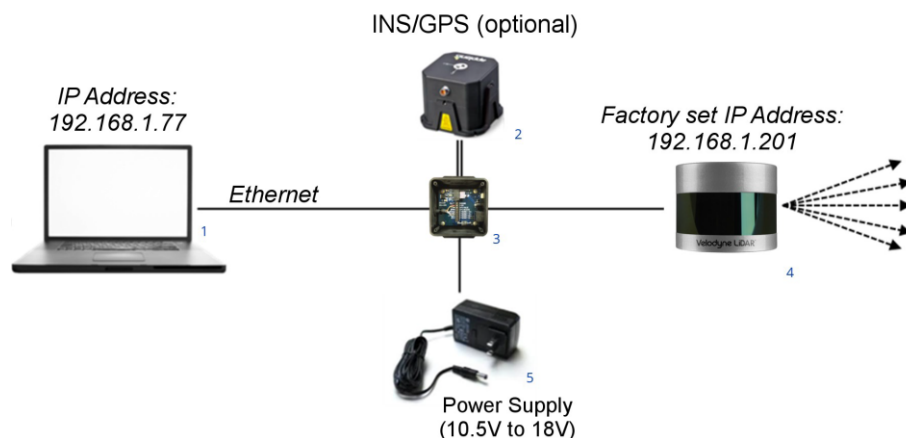 INS/GPS (optional)
IP Address:
192.168.1.77
2
Factory set IP Address:
192.168.1.201
Ethernet
1
3
Velodyne LiDAR
4
5
Power Supply
(10.5V to 18V)